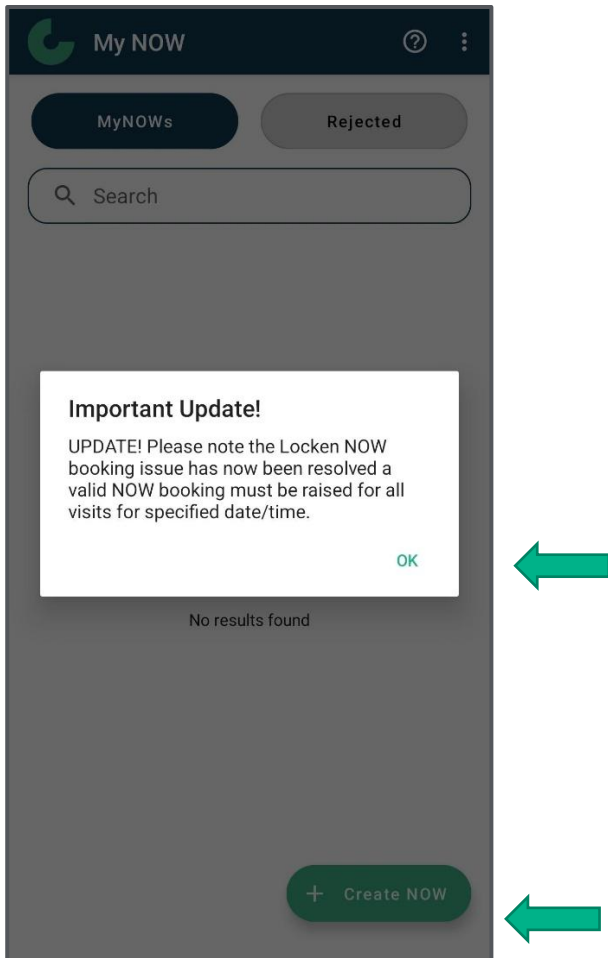 My NOW
MyNOWs
Rejected
Search
Important Update!
UPDATE! Please note the Locken NOW
booking issue has now been resolved a
valid NOW booking must be raised for all
visits for specified date/time.
OK
No results found
+ Create NOW